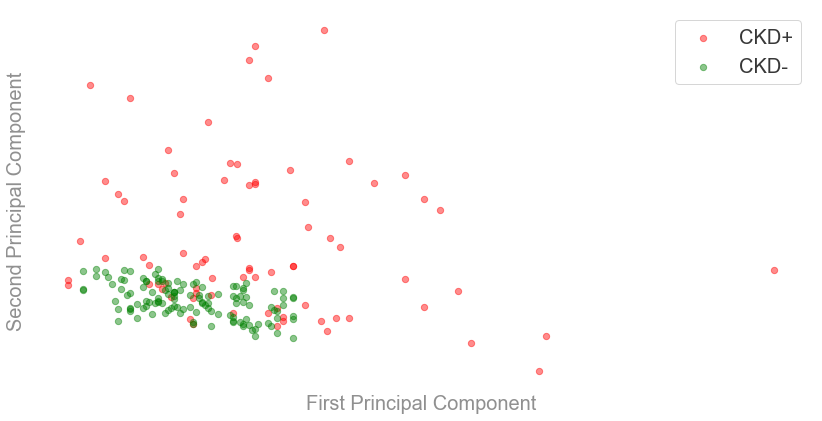 CKD+
CKD-
Second Principal Component
First Principal Component